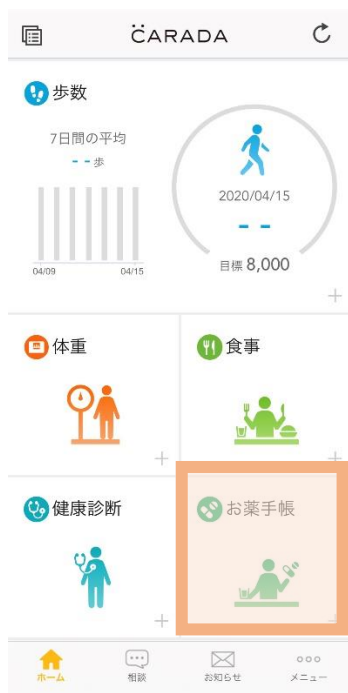 CARADA
歩数
7日間の平均
--歩
04/09
04/15
2020/04/15
--
目標 8,000
体重
食事
健康診断
お薬手帳
ホーム
相談
お知らせ
メニュー